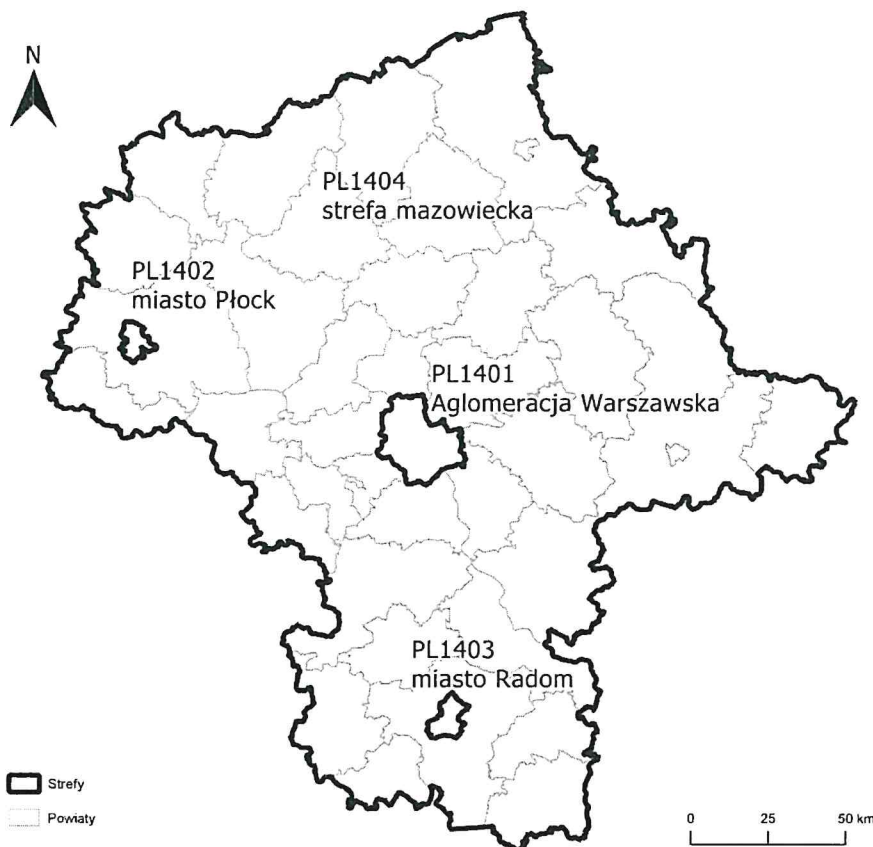 N
PL1404
strefa mazowiecka
PL1402
miasto Płock
PL1401
Aglomeracja Warszawska
PL1403
miasto Radom
Strefy
Powiaty
0 25 50 km